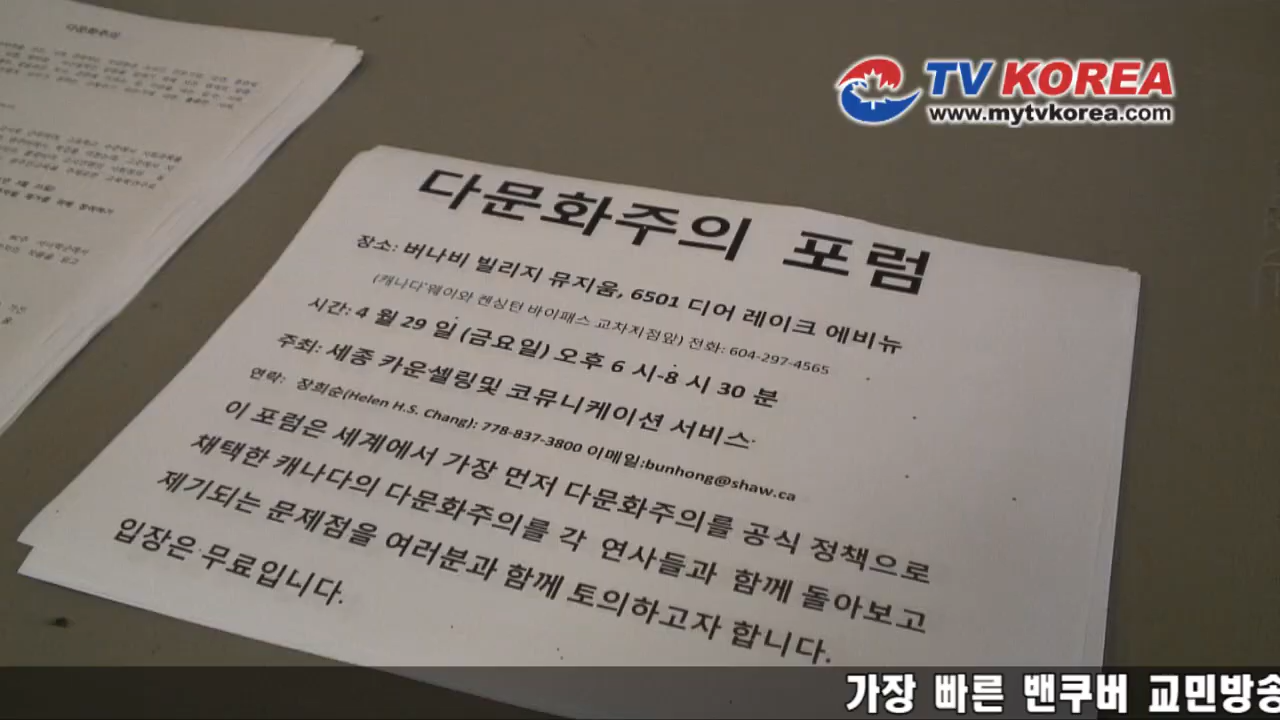 다문화주의
TV KOREA
www.mytvkorea.com
다문화주의 포럼
장소: 버나비 빌리지 뮤지움, 6501 디어 레이크 에비뉴
(캐나다 웨이와 켄싱턴 바이패스 교차지점앞) 전화: 604-297-4565
시간: 4 월 29 일 (금요일) 오후 6 시-8 시 30 분
주최: 세종 카운셀링및 코뮤니케이션 서비스
연락: 장희순(Helen H.S. Chang): 778-837-3800 이메일:bunhong@shaw.ca
이 포럼은 세계에서 가장 먼저 다문화주의를 공식 정책으로
채택한 캐나다의 다문화주의를 각 연사들과 함께 돌아보고
제기되는 문제점을 여러분과 함께 토의하고자 합니다.
입장은 무료입니다.
가장 빠른 밴쿠버 교민방송